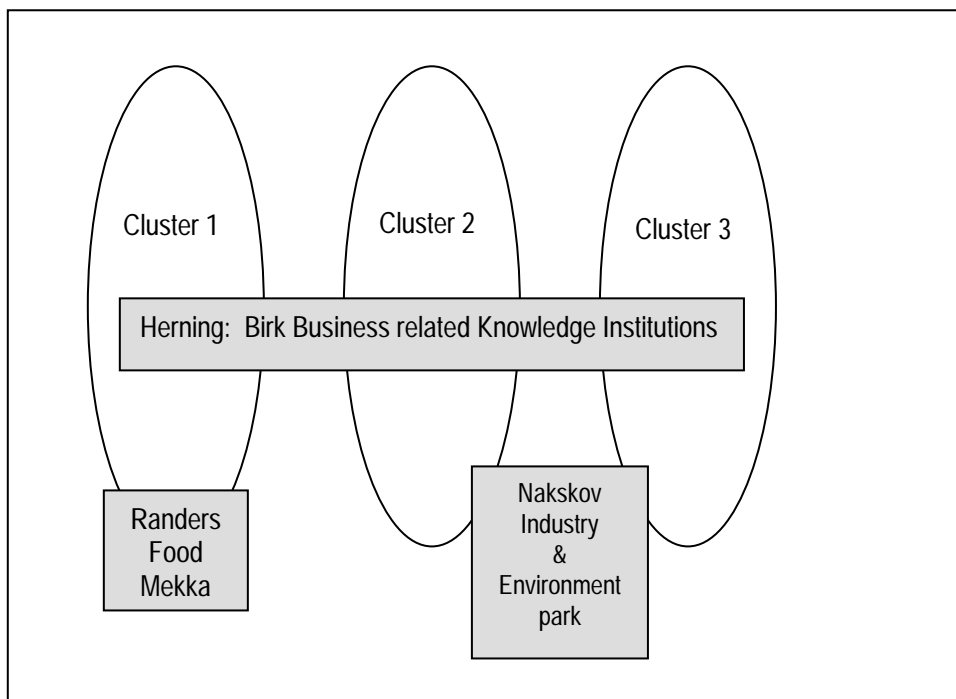 Cluster 1
Cluster 2
Cluster 3
Herning:  Birk Business related Knowledge Institutions
Randers
Food
Mekka
Nakskov
Industry
&
Environment
park